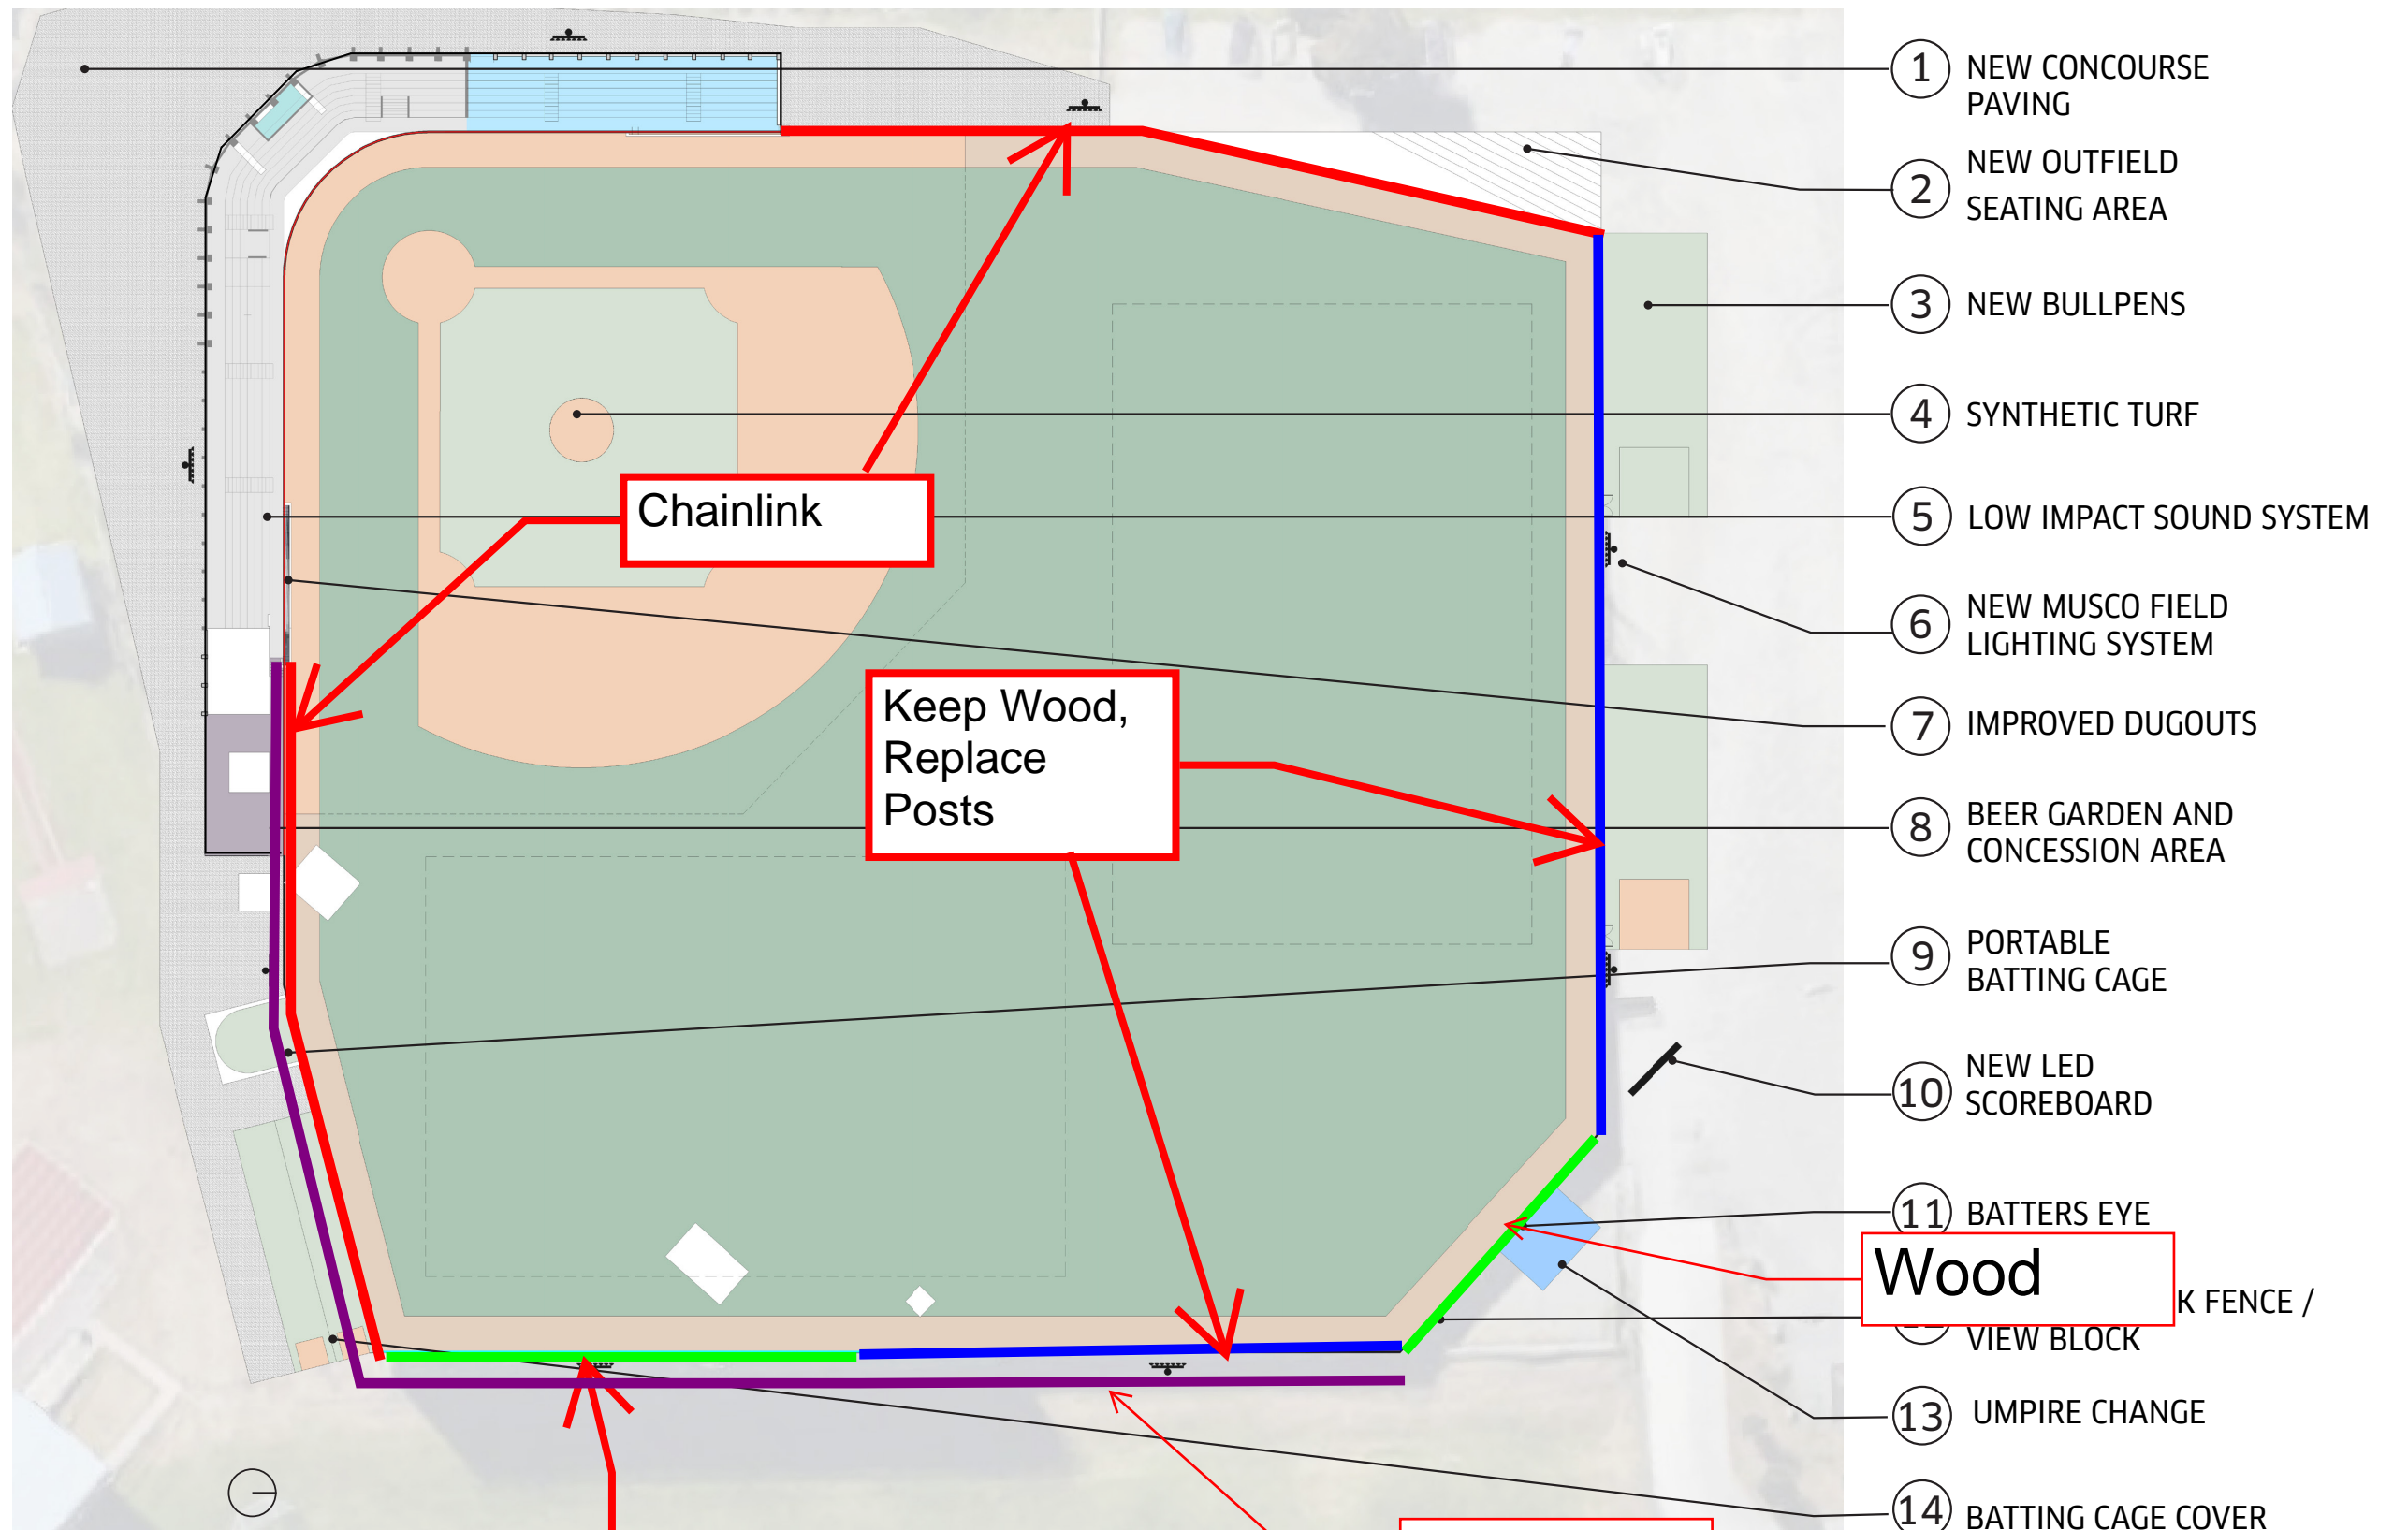 1 NEW CONCOURSE
PAVING
2 NEW OUTFIELD
SEATING AREA
3 NEW BULLPENS
4 SYNTHETIC TURF
Chainlink
5 LOW IMPACT SOUND SYSTEM
6 NEW MUSCO FIELD
LIGHTING SYSTEM
Keep Wood,
Replace
Posts
7 IMPROVED DUGOUTS
8 BEER GARDEN AND
CONCESSION AREA
9 PORTABLE
BATTING CAGE
10 NEW LED
SCOREBOARD
11 BATTERS EYE
Wood
K FENCE /
VIEW BLOCK
13 UMPIRE CHANGE
14 BATTING CAGE COVER